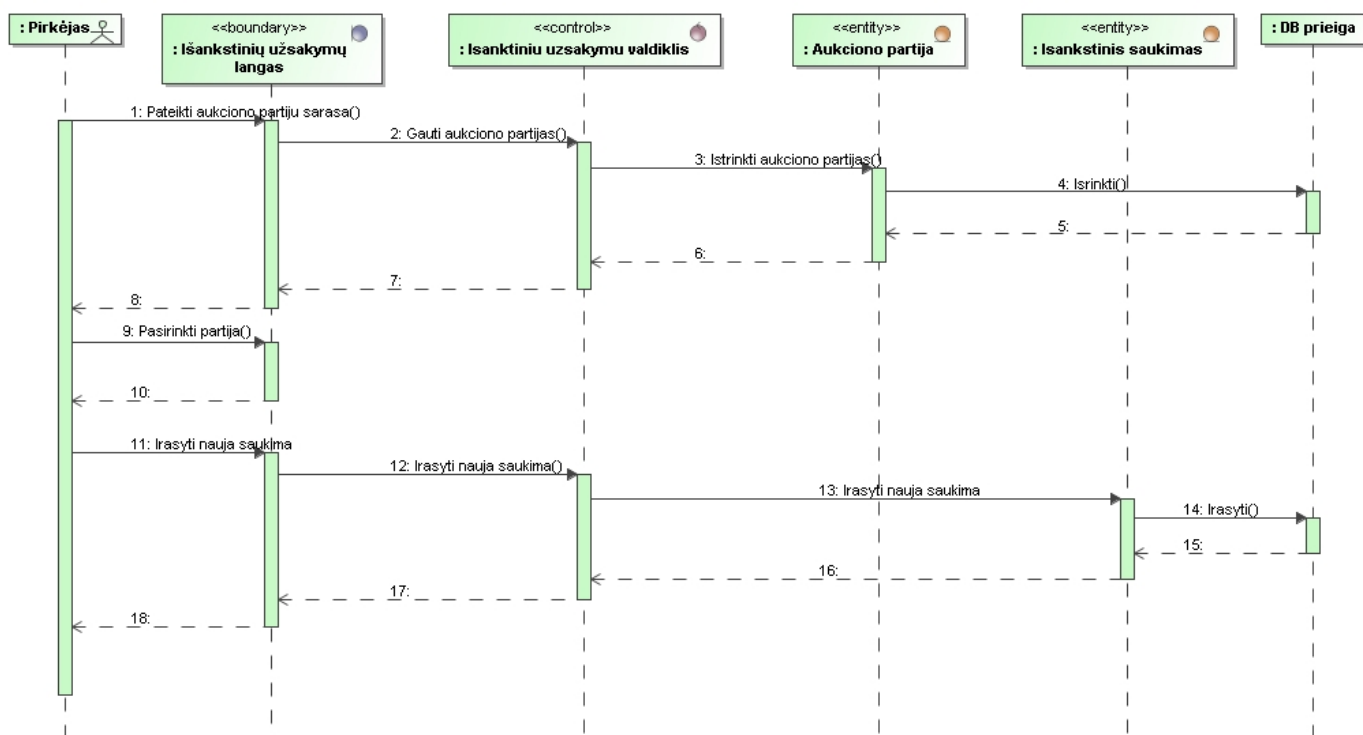 : Pirkėjas
<<boundary>>
: Išankstinių užsakymų
langas
<<control>>
: Isanktiniu uzsakymu valdiklis
<<entity>>
: Aukciono partija
<<entity>>
: Isankstinis saukimas
: DB prieiga
1: Pateikti aukciono partiju sarasa()
2: Gauti aukciono partijas()
3: Istrinkti aukciono partijas()
4: Isrinkti()
5:
6:
7:
8:
9: Pasirinkti partija()
10:
11: Irasyti nauja saukima
12: Irasyti nauja saukima()
13: Irasyti nauja saukima
14: Irasyti()
15:
16:
17:
18: